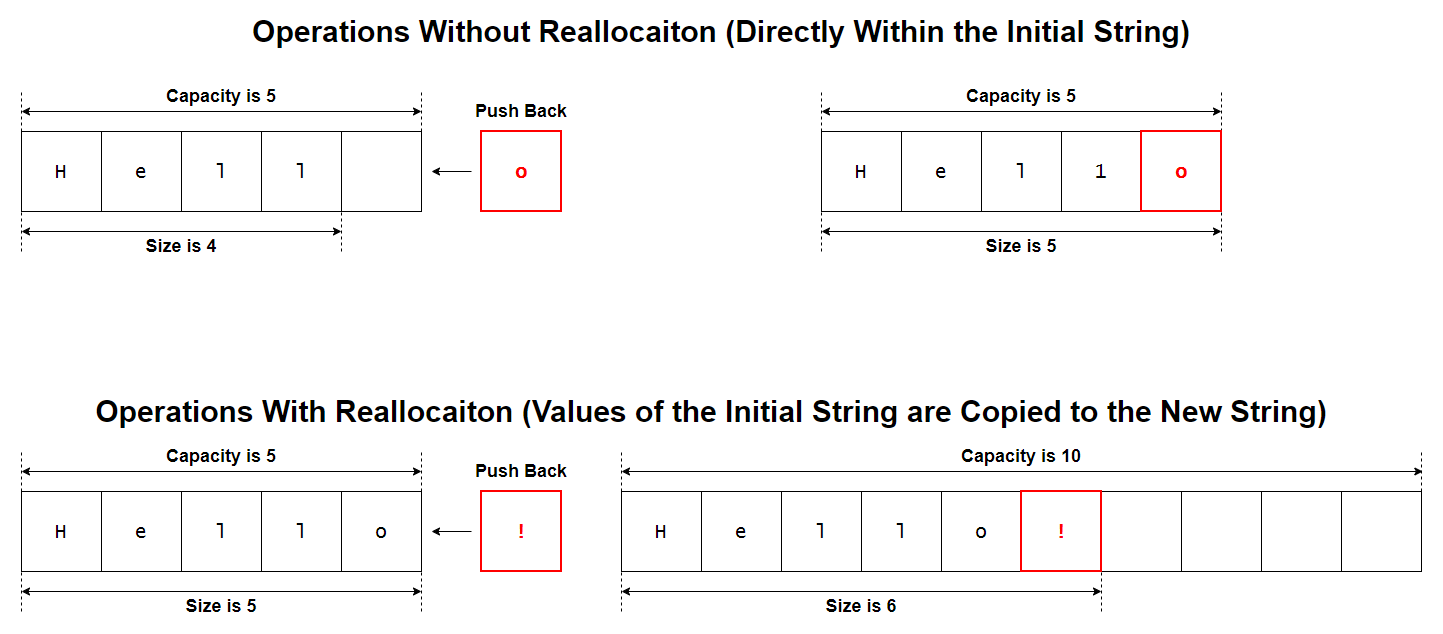 Operations Without Reallocaiton (Directly Within the Initial String)
Capacity is 5
Push Back
Capacity is 5
H e l l
o
H e l 1 o
Size is 4
Size is 5
Operations With Reallocaiton (Values of the Initial String are Copied to the New String)
Capacity is 5
Push Back
Capacity is 10
H e l l o
!
H e l l o !
Size is 5
Size is 6